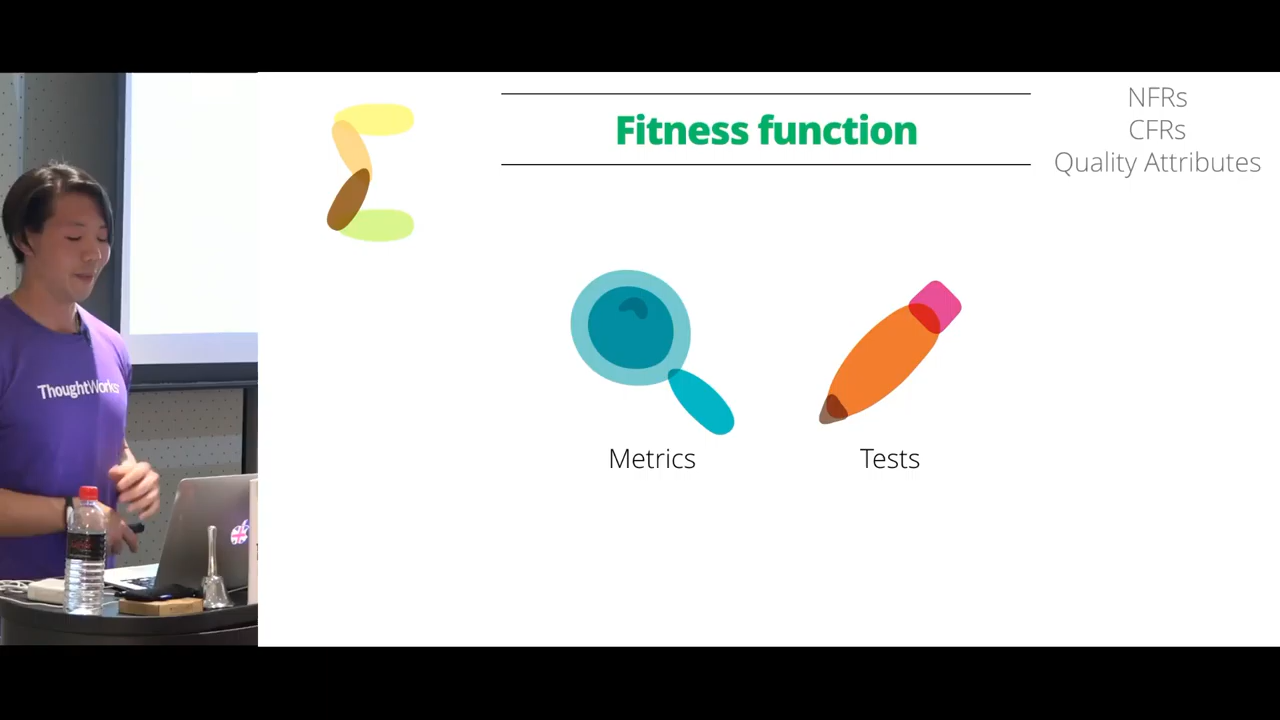 Fitness function
NFRs
CFRs
Quality Attributes
Metrics
Tests
ThoughtWorks